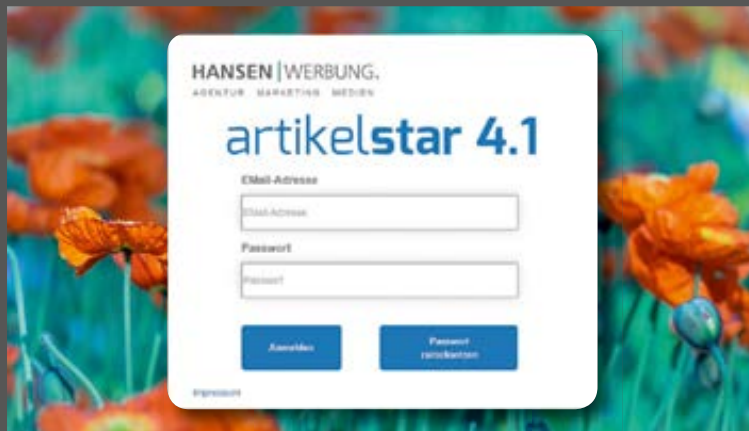 HANSEN|WERBUNG.
AGENTUR MARKETING MEDIEN
artikelstar 4.1
EMail-Adresse
EMail-Adresse
Passwort
Passwort
Anmelden
Passwort
zurücksetzen
Impressum